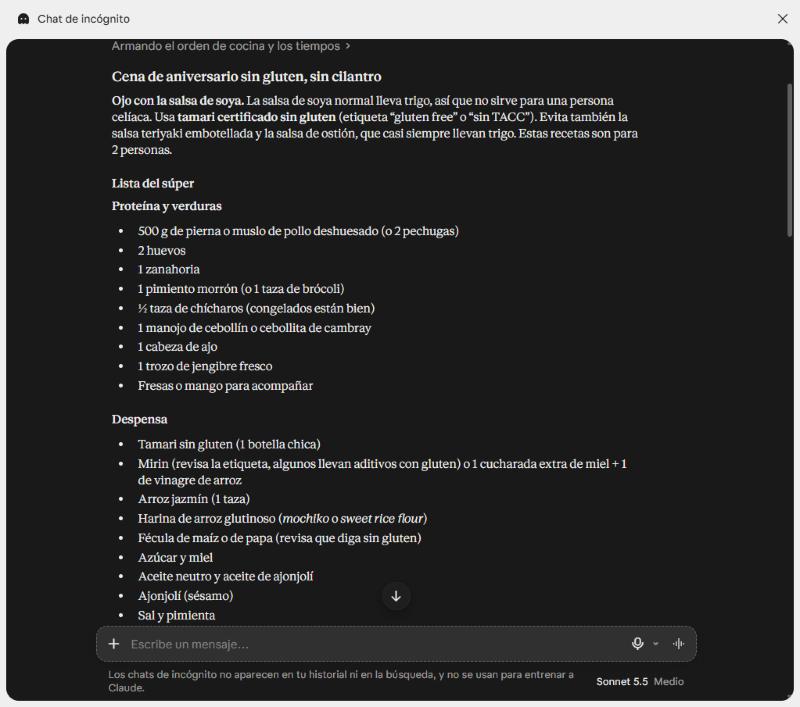 Chat de incógnito
Armando el orden de cocina y los tiempos
Cena de aniversario sin gluten, sin cilantro
Ojo con la salsa de soya. La salsa de soya normal lleva trigo, así que no sirve para una persona
celíaca. Usa tamari certificado sin gluten (etiqueta “gluten free” o “sin TACC”). Evita también la
salsa teriyaki embotellada y la salsa de ostión, que casi siempre llevan trigo. Estas recetas son para
2 personas.
Lista del súper
Proteína y verduras
• 500 g de pierna o muslo de pollo deshuesado (o 2 pechugas)
• 2 huevos
• 1 zanahoria
• 1 pimiento morrón (o 1 taza de brócoli)
• ½ taza de chícharos (congelados están bien)
• 1 manojo de cebollín o cebollita de cambray
• 1 cabeza de ajo
• 1 trozo de jengibre fresco
• Fresas o mango para acompañar
Despensa
• Tamari sin gluten (1 botella chica)
• Mirin (revisa la etiqueta, algunos llevan aditivos con gluten) o 1 cucharada extra de miel + 1
de vinagre de arroz
• Arroz jazmín (1 taza)
• Harina de arroz glutinoso (mochiko o sweet rice flour)
• Fécula de maíz o de papa (revisa que diga sin gluten)
• Azúcar y miel
• Aceite neutro y aceite de ajonjolí
• Ajonjolí (sésamo)
• Sal y pimienta
Escribe un mensaje...
Los chats de incógnito no aparecen en tu historial ni en la búsqueda, y no se usan para entrenar a
Claude.
Sonnet 5.5 Medio